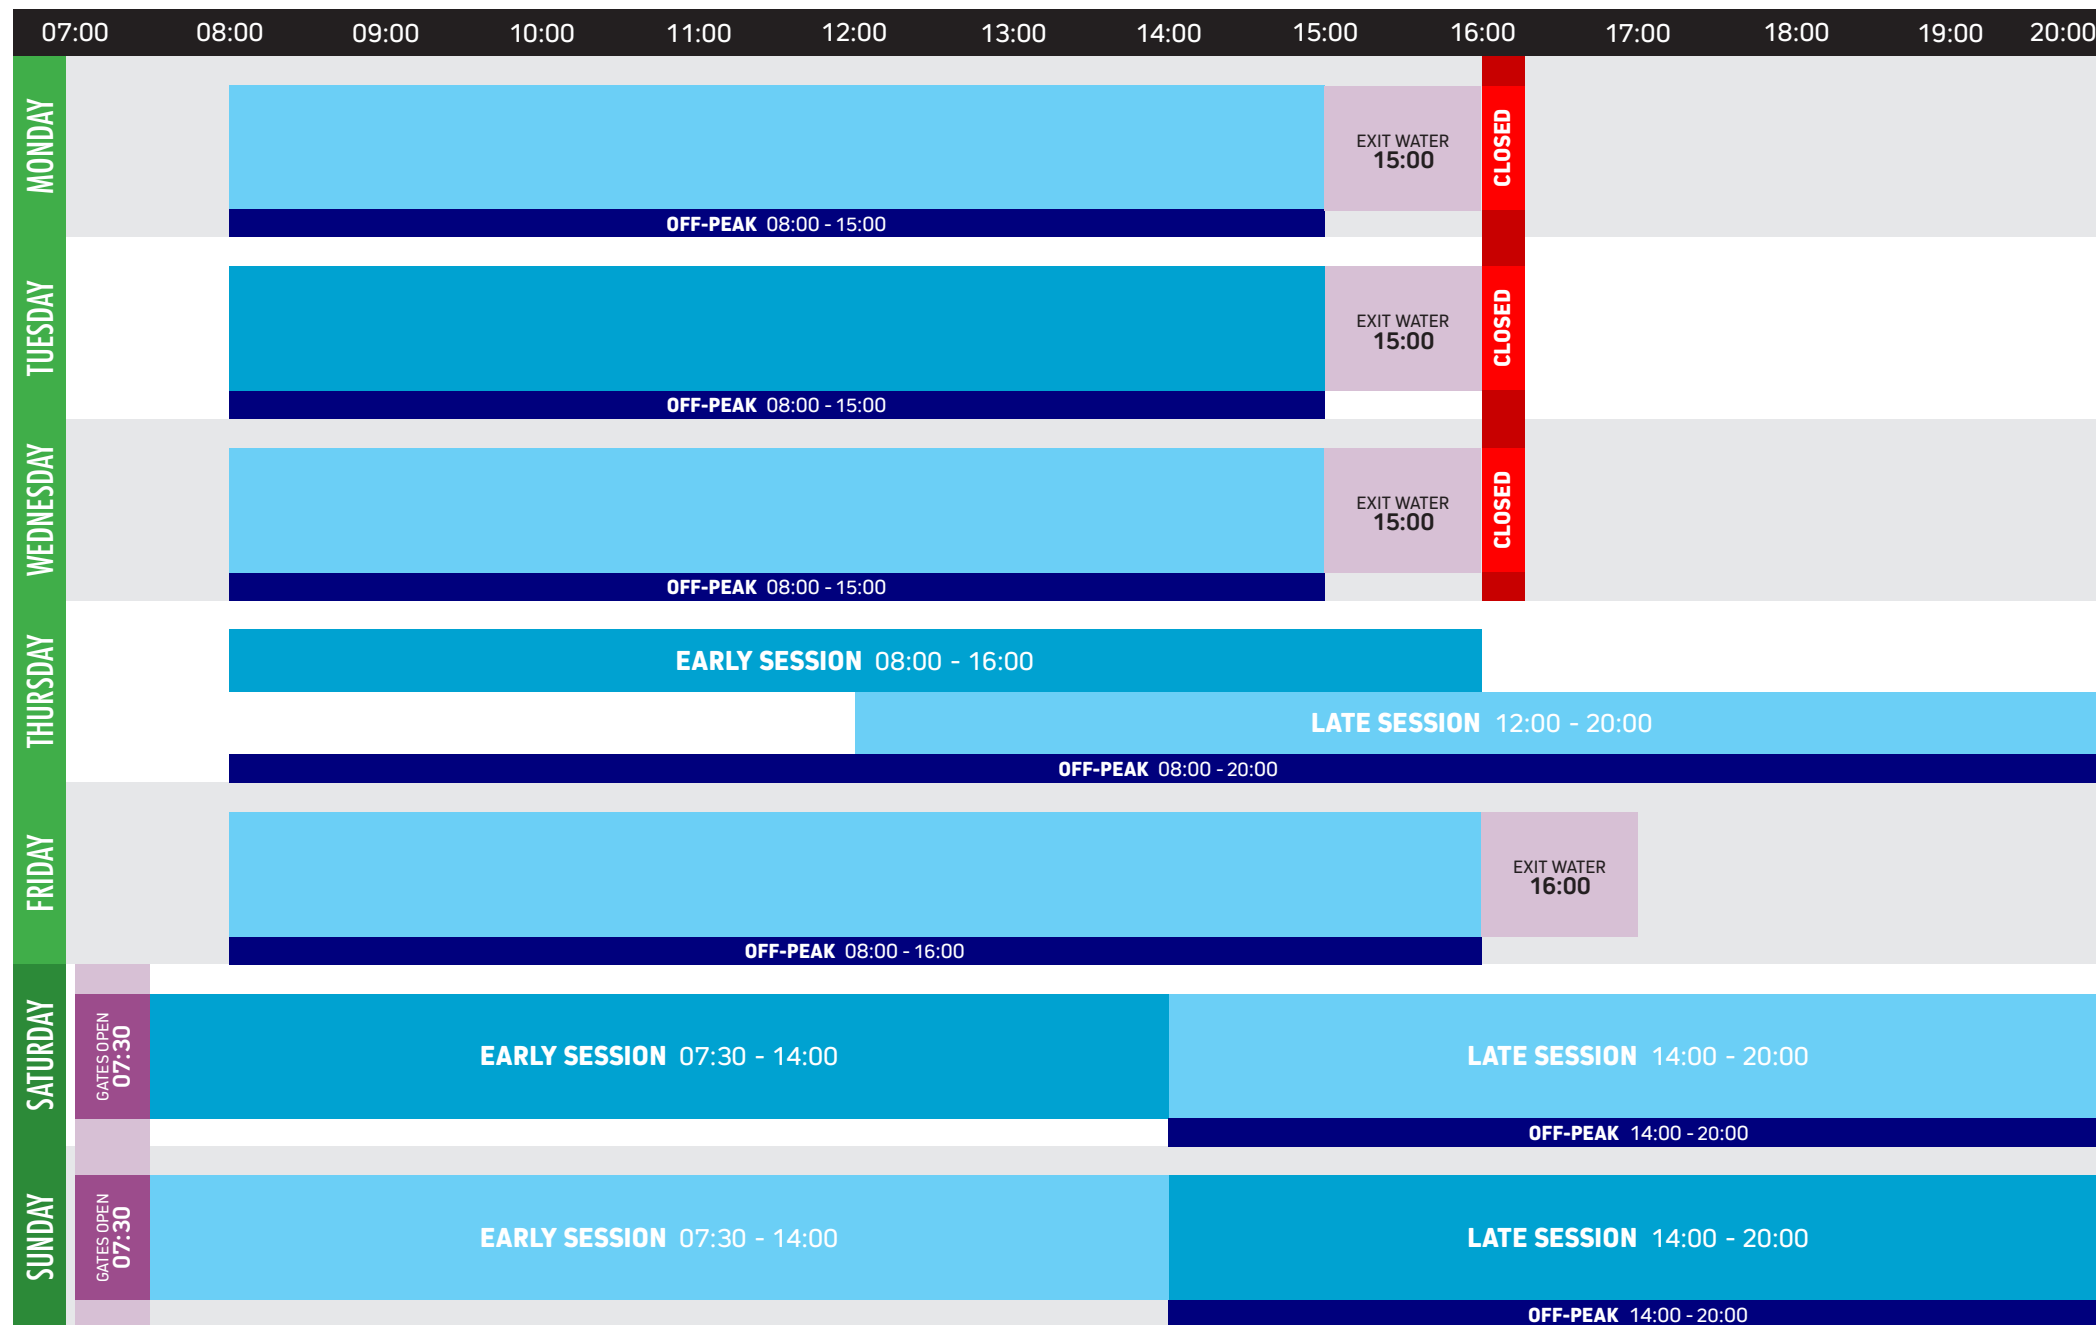 07:00 08:00 09:00 10:00 11:00 12:00 13:00 14:00 15:00 16:00 17:00 18:00 19:00 20:00
MONDAY
EXIT WATER
15:00
CLOSED
OFF-PEAK 08:00 - 15:00
TUESDAY
EXIT WATER
15:00
CLOSED
OFF-PEAK 08:00 - 15:00
WEDNESDAY
EXIT WATER
15:00
CLOSED
OFF-PEAK 08:00 - 15:00
THURSDAY
EARLY SESSION 08:00 - 16:00
LATE SESSION 12:00 - 20:00
OFF-PEAK 08:00 - 20:00
FRIDAY
EXIT WATER
16:00
OFF-PEAK 08:00 - 16:00
SATURDAY
GATES OPEN
07:30
EARLY SESSION 07:30 - 14:00
LATE SESSION 14:00 - 20:00
OFF-PEAK 14:00 - 20:00
SUNDAY
GATES OPEN
07:30
EARLY SESSION 07:30 - 14:00
LATE SESSION 14:00 - 20:00
OFF-PEAK 14:00 - 20:00